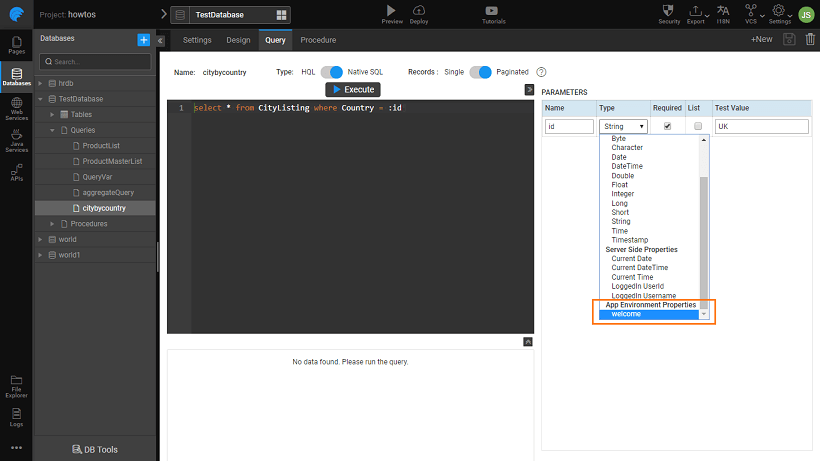 Project: howtos
TestDatabase
Preview
Deploy
Tutorials
Security
Export
I18N
VCS
Settings
JS
Pages
Databases
Web
Services
Java
Services
APIs
File
Explorer
Logs
Databases
+
Search...
hrdb
TestDatabase
Tables
Queries
ProductList
ProductMasterList
QueryVar
aggregateQuery
citybycountry
Procedures
world
world1
DB Tools
Settings
Design
Query
Procedure
+New
Name: citybycountry
Type: HQL Native SQL
Records : Single Paginated ?
Execute
1 select * from CityListing where Country = :id
No data found. Please run the query.
PARAMETERS
Name Type Required List Test Value
id String UK
Byte
Character
Date
DateTime
Double
Float
Integer
Long
Short
String
Time
Timestamp
Server Side Properties
Current Date
Current DateTime
Current Time
LoggedIn UserId
LoggedIn Username
App Environment Properties
welcome